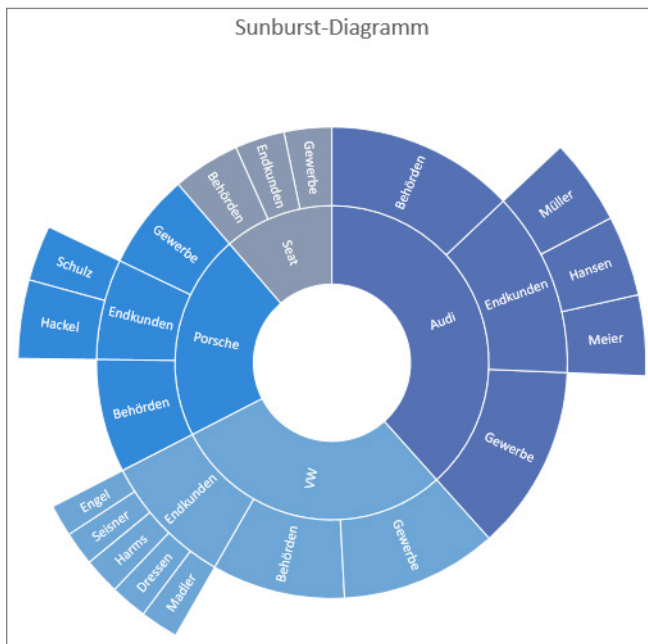 Sunburst-Diagramm
Behörden
Endkunden
Gewerbe
Behörden
Müller
Hansen
Meier
Endkunden
Audi
Gewerbe
Seat
Gewerbe
Schulz
Hackel
Endkunden
Porsche
Behörden
VW
Gewerbe
Behörden
Endkunden
Engel
Seisner
Harms
Dressen
Madler